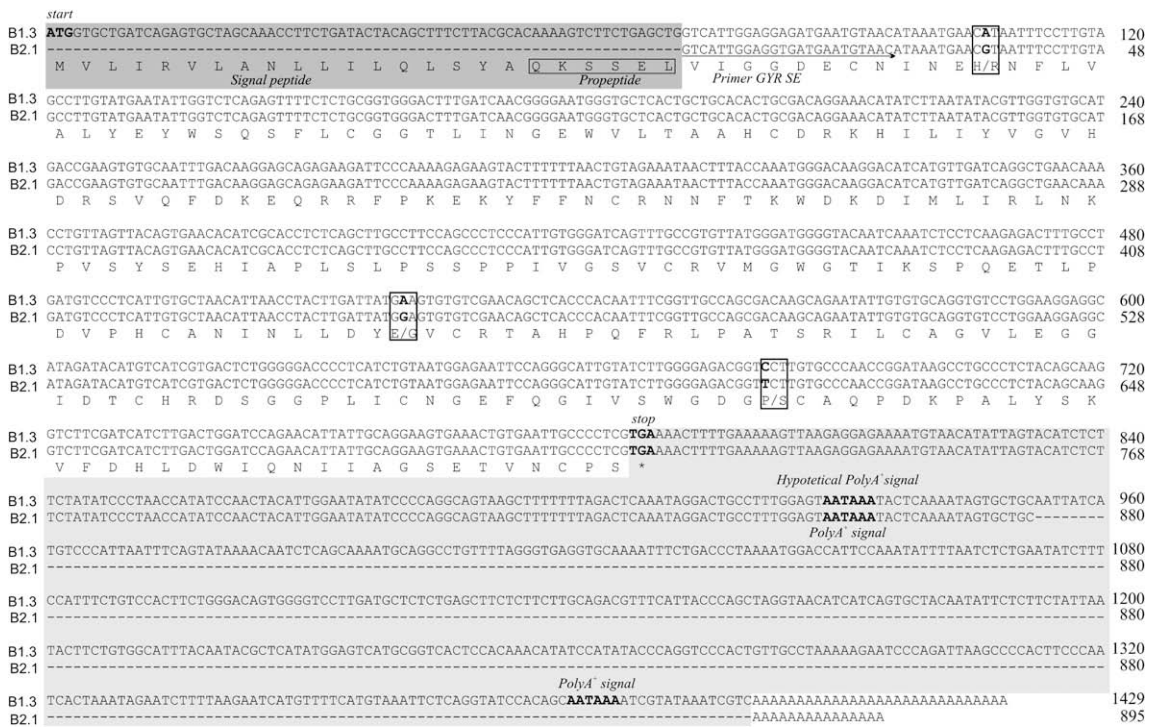 start
B1.3 ATGGTGCTGATCAGAGTGCTAGCAAACCTTCTGATACTACAGCTTTCTTACGCACAAAAGTCTTCTGAGCTGGTCATTGGAGGAGATGAATGTAACATAAATGAACATAATTTCCTTGTA 120
B2.1 ------------------------------------------------------------------------GTCATTGGAGGTGATGAATGTAACATAAATGAACGTAATTTCCTTGTA 48
M V L I R V L A N L L I L Q L S Y A Q K S S E L V I G G D E C N I N E H/R N F L V
Signal peptide Propeptide Primer GYR SE
B1.3 GCCTTGTATGAATATTGGTCTCAGAGTTTTCTCTGCGGTGGGACTTTGATCAACGGGGAATGGGTGCTCACTGCTGCACACTGCGACAGGAAACATATCTTAATATACGTTGGTGTGCAT 240
B2.1 GCCTTGTATGAATATTGGTCTCAGAGTTTTCTCTGCGGTGGGACTTTGATCAACGGGGAATGGGTGCTCACTGCTGCACACTGCGACAGGAAACATATCTTAATATACGTTGGTGTGCAT 168
A L Y E Y W S Q S F L C G G T L I N G E W V L T A A H C D R K H I L I Y V G V H
B1.3 GACCGAAGTGTGCAATTTGACAAGGAGCAGAGAAGATTCCCAAAAGAGAAGTACTTTTTTAACTGTAGAAATAACTTTACCAAATGGGACAAGGACATCATGTTGATCAGGCTGAACAAA 360
B2.1 GACCGAAGTGTGCAATTTGACAAGGAGCAGAGAAGATTCCCAAAAGAGAAGTACTTTTTTAACTGTAGAAATAACTTTACCAAATGGGACAAGGACATCATGTTGATCAGGCTGAACAAA 288
D R S V Q F D K E Q R R F P K E K Y F F N C R N N F T K W D K D I M L I R L N K
B1.3 CCTGTTAGTTACAGTGAACACATCGCACCTCTCAGCTTGCCTTCCAGCCCTCCCATTGTGGGATCAGTTTGCCGTGTTATGGGATGGGGTACAATCAAATCTCCTCAAGAGACTTTGCCT 480
B2.1 CCTGTTAGTTACAGTGAACACATCGCACCTCTCAGCTTGCCTTCCAGCCCTCCCATTGTGGGATCAGTTTGCCGTGTTATGGGATGGGGTACAATCAAATCTCCTCAAGAGACTTTGCCT 408
P V S Y S E H I A P L S L P S S P P I V G S V C R V M G W G T I K S P Q E T L P
B1.3 GATGTCCCTCATTGTGCTAACATTAACCTACTTGATTATGAAGTGTGTCGAACAGCTCACCCACAATTTCGGTTGCCAGCGACAAGCAGAATATTGTGTGCAGGTGTCCTGGAAGGAGGC 600
B2.1 GATGTCCCTCATTGTGCTAACATTAACCTACTTGATTATGGAGTGTGTCGAACAGCTCACCCACAATTTCGGTTGCCAGCGACAAGCAGAATATTGTGTGCAGGTGTCCTGGAAGGAGGC 528
D V P H C A N I N L L D Y E/G V C R T A H P Q F R L P A T S R I L C A G V L E G G
B1.3 ATAGATACATGTCATCGTGACTCTGGGGGACCCCTCATCTGTAATGGAGAATTCCAGGGCATTGTATCTTGGGGAGACGGTCCTTGTGCCCAACCGGATAAGCCTGCCCTCTACAGCAAG 720
B2.1 ATAGATACATGTCATCGTGACTCTGGGGGACCCCTCATCTGTAATGGAGAATTCCAGGGCATTGTATCTTGGGGAGACGGTTCTTGTGCCCAACCGGATAAGCCTGCCCTCTACAGCAAG 648
I D T C H R D S G G P L I C N G E F Q G I V S W G D G P/S C A Q P D K P A L Y S K
stop
B1.3 GTCTTCGATCATCTTGACTGGATCCAGAACATTATTGCAGGAAGTGAAACTGTGAATTGCCCCTCGTGAAAACTTTTGAAAAAGTTAAGAGGAGAAAATGTAACATATTAGTACATCTCT 840
B2.1 GTCTTCGATCATCTTGACTGGATCCAGAACATTATTGCAGGAAGTGAAACTGTGAATTGCCCCTCGTGAAAACTTTTGAAAAAGTTAAGAGGAGAAAATGTAACATATTAGTACATCTCT 768
V F D H L D W I Q N I I A G S E T V N C P S *
Hypotetical PolyA+ signal
B1.3 TCTATATCCCTAACCATATCCAACTACATTGGAATATATCCCCAGGCAGTAAGCTTTTTTTAGACTCAAATAGGACTGCCTTTGGAGTAATAAATACTCAAAATAGTGCTGCAATTATCA 960
B2.1 TCTATATCCCTAACCATATCCAACTACATTGGAATATATCCCCAGGCAGTAAGCTTTTTTTAGACTCAAATAGGACTGCCTTTGGAGTAATAAATACTCAAAATAGTGCTGC-------- 880
PolyA+ signal
B1.3 TGTCCCATTAATTTCAGTATAAAACAATCTCAGCAAAATGCAGGCCTGTTTTAGGGTGAGGTGCAAAATTTCTGACCCTAAAATGGACCATTCCAAATATTTTAATCTCTGAATATCTTT 1080
B2.1 ------------------------------------------------------------------------------------------------------------------------ 880
B1.3 CCATTTCTGTCCACTTCTGGGACAGTGGGGTCCTTGATGCTCTCTGAGCTTCTCTTCTTGCAGACGTTTCATTACCCAGCTAGGTAACATCATCAGTGCTACAATATTCTCTTCTATTAA 1200
B2.1 ------------------------------------------------------------------------------------------------------------------------ 880
B1.3 TACTTCTGTGGCATTTACAATACGCTCATATGGAGTCATGCGGTCACTCCACAAACATATCCATATACCCAGGTCCCACTGTTGCCTAAAAAGAATCCCAGATTAAGCCCCACTTCCCAA 1320
B2.1 ------------------------------------------------------------------------------------------------------------------------ 880
PolyA+ signal
B1.3 TCACTAAATAGAATCTTTTAAGAATCATGTTTTCATGTAAATTCTCAGGTATCCACAGCAATAAAATCGTATAAATCGTCAAAAAAAAAAAAAAAAAAAAAAAAAAAAA 1429
B2.1 --------------------------------------------------------------------------------AAAAAAAAAAAAAAA 895